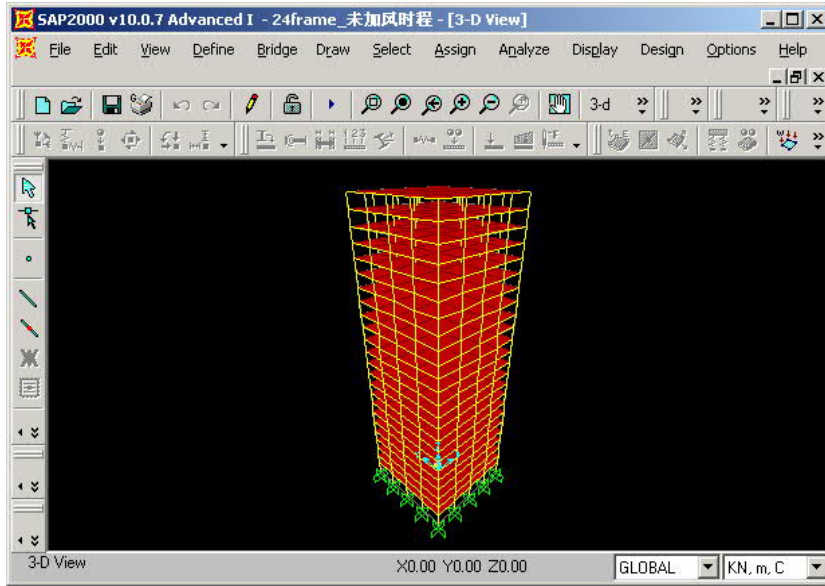 SAP2000 v10.0.7 Advanced I - 24frame_未加风时程 - [3-D View]
File Edit View Define Bridge Draw Select Assign Analyze Display Design Options Help
3-d
3-D View X0.00 Y0.00 Z0.00 GLOBAL KN, m, C